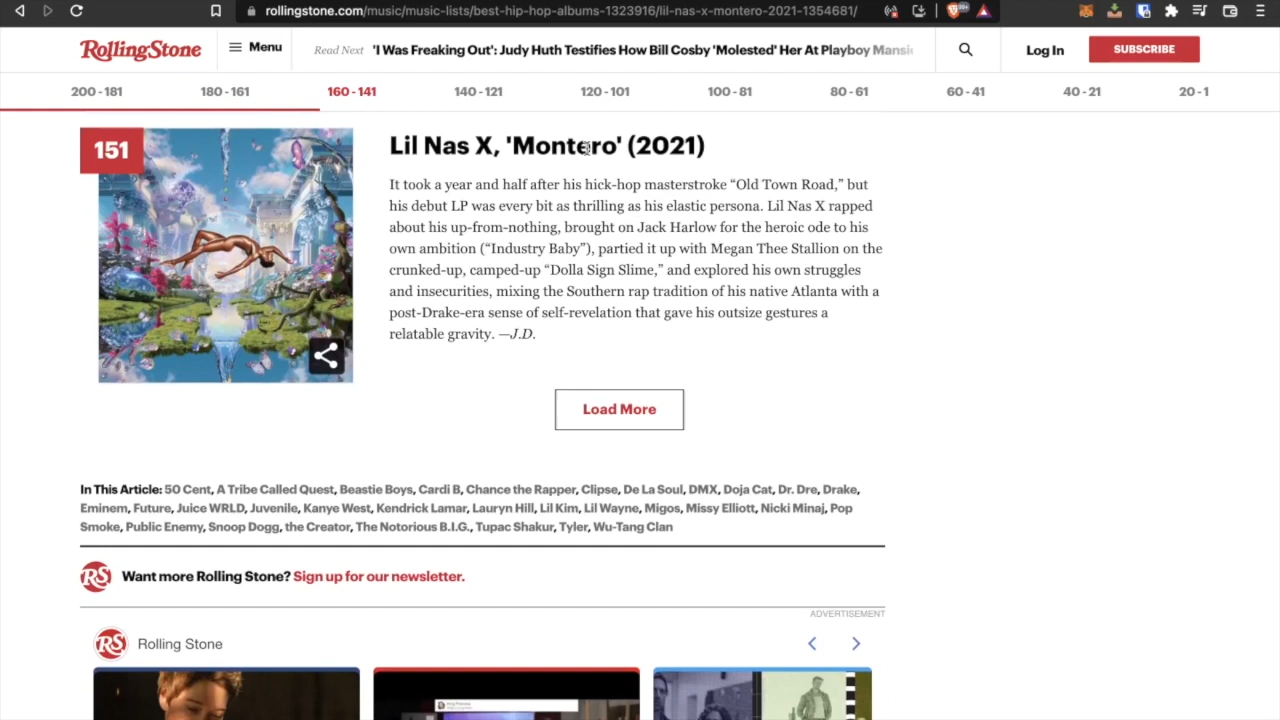 rollingstone.com/music/music-lists/best-hip-hop-albums-1323916/lil-nas-x-montero-2021-1354681/
RollingStone
Menu
Read Next 'I Was Freaking Out': Judy Huth Testifies How Bill Cosby 'Molested' Her At Playboy Mansi
Log In
SUBSCRIBE
200 - 181 180 - 161 160 - 141 140 - 121 120 - 101 100 - 81 80 - 61 60 - 41 40 - 21 20 - 1
151
Lil Nas X, 'Montero' (2021)
It took a year and half after his hick-hop masterstroke “Old Town Road,” but
his debut LP was every bit as thrilling as his elastic persona. Lil Nas X rapped
about his up-from-nothing, brought on Jack Harlow for the heroic ode to his
own ambition (“Industry Baby”), partied it up with Megan Thee Stallion on the
crunked-up, camped-up “Dolla Sign Slime,” and explored his own struggles
and insecurities, mixing the Southern rap tradition of his native Atlanta with a
post-Drake-era sense of self-revelation that gave his outsize gestures a
relatable gravity. —J.D.
Load More
In This Article: 50 Cent, A Tribe Called Quest, Beastie Boys, Cardi B, Chance the Rapper, Clipse, De La Soul, DMX, Doja Cat, Dr. Dre, Drake,
Eminem, Future, Juice WRLD, Juvenile, Kanye West, Kendrick Lamar, Lauryn Hill, Lil Kim, Lil Wayne, Migos, Missy Elliott, Nicki Minaj, Pop
Smoke, Public Enemy, Snoop Dogg, the Creator, The Notorious B.I.G., Tupac Shakur, Tyler, Wu-Tang Clan
RS Want more Rolling Stone? Sign up for our newsletter.
ADVERTISEMENT
RS Rolling Stone